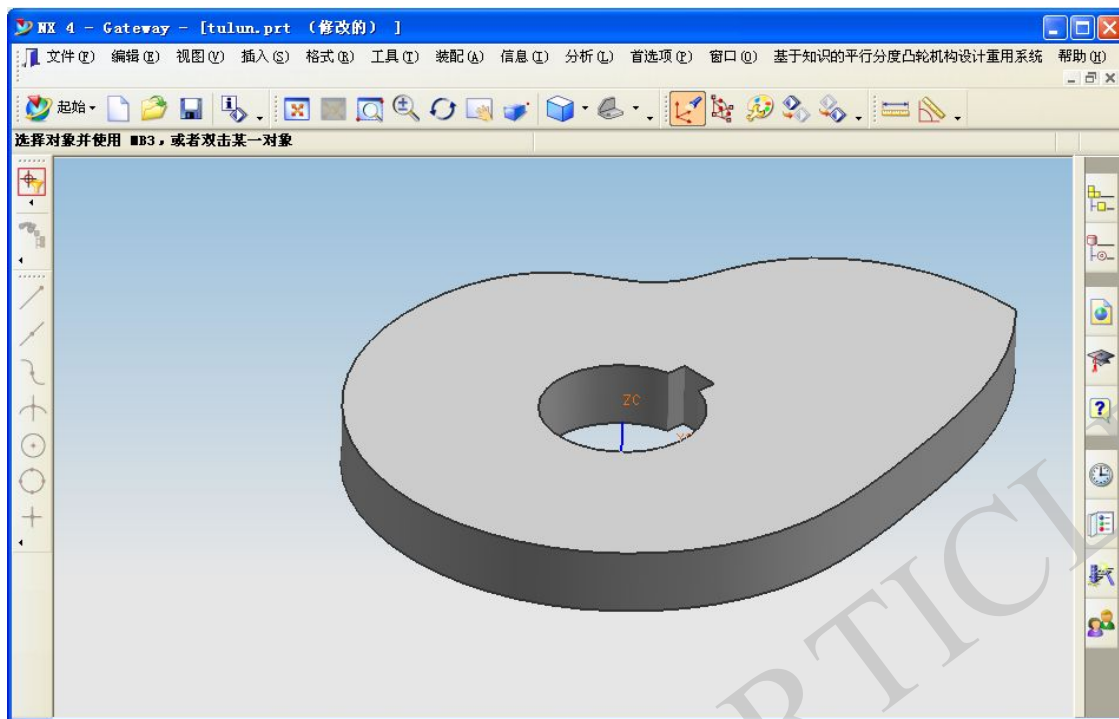 NX 4 - Gateway - [tulun.prt （修改的） ]
文件(F) 编辑(E) 视图(V) 插入(S) 格式(R) 工具(T) 装配(A) 信息(I) 分析(L) 首选项(P) 窗口(O) 基于知识的平行分度凸轮机构设计重用系统 帮助(H)
起始
选择对象并使用 MB3，或者双击某一对象
ZC
RTICL